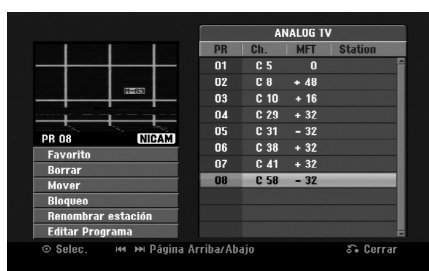 PR 08 NICAM
Favorito
Borrar
Mover
Bloqueo
Renombrar estación
Editar Programa
ANALOG TV
PR Ch. MFT Station
01 C 5 0
02 C 8 + 48
03 C 10 + 16
04 C 29 + 32
05 C 31 - 32
06 C 38 + 32
07 C 41 + 32
08 C 58 - 32
Selec. Página Arriba/Abajo Cerrar